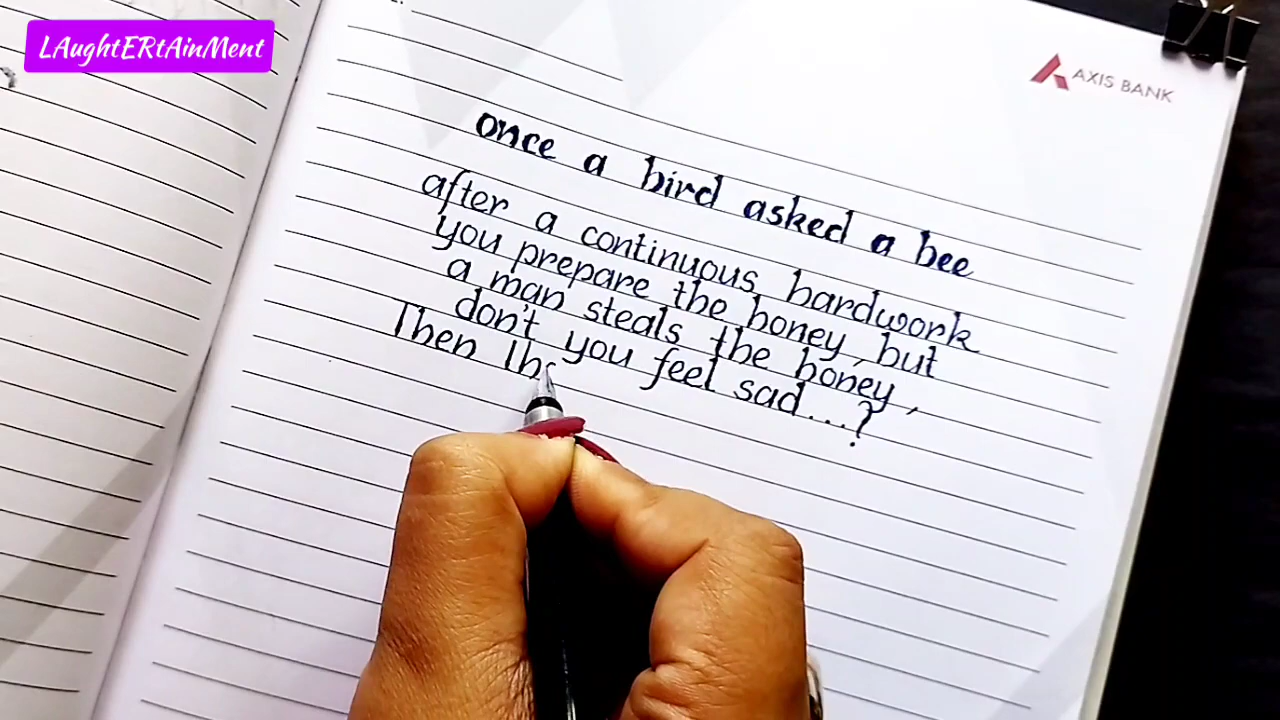 LAughtERtAinMent
AXIS BANK
once a bird asked a bee
after a continuous hardwork
you prepare the honey, but
a man steals the honey,
don't you feel sad...?
Then